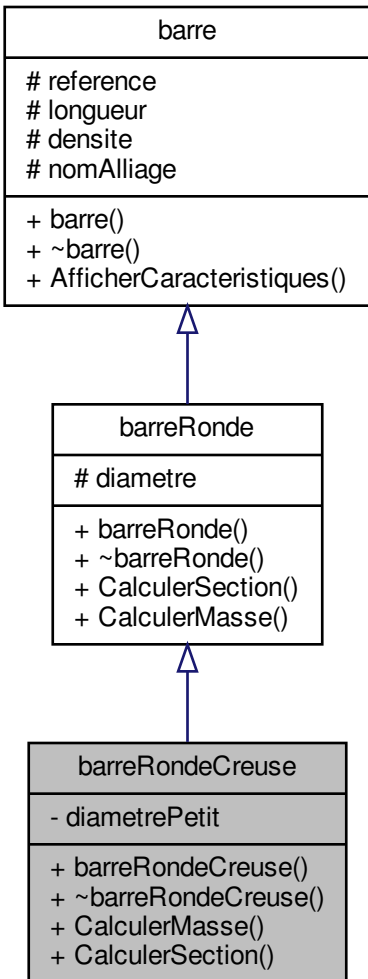 barre
# reference
# longueur
# densite
# nomAlliage
+ barre()
+ ~barre()
+ AfficherCaracteristiques()
barreRonde
# diametre
+ barreRonde()
+ ~barreRonde()
+ CalculerSection()
+ CalculerMasse()
barreRondeCreuse
- diametrePetit
+ barreRondeCreuse()
+ ~barreRondeCreuse()
+ CalculerMasse()
+ CalculerSection()